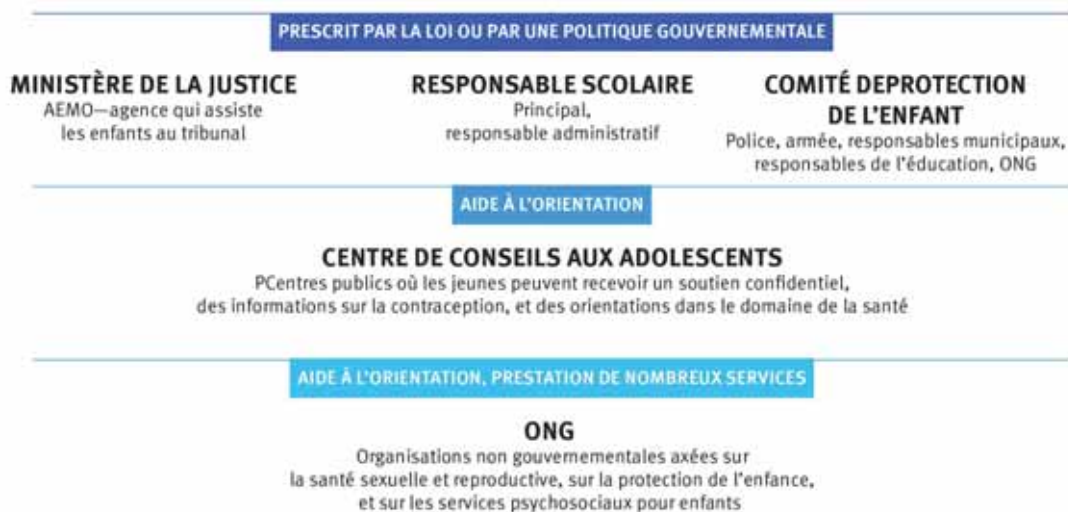 PRESCRIT PAR LA LOI OU PAR UNE POLITIQUE GOUVERNEMENTALE
MINISTÈRE DE LA JUSTICE
AEMO—agence qui assiste
les enfants au tribunal
RESPONSABLE SCOLAIRE
Principal,
responsable administratif
COMITÉ DEPROTECTION
DE L'ENFANT
Police, armée, responsables municipaux,
responsables de l'éducation, ONG
AIDE À L'ORIENTATION
CENTRE DE CONSEILS AUX ADOLESCENTS
PCentres publics où les jeunes peuvent recevoir un soutien confidentiel,
des informations sur la contraception, et des orientations dans le domaine de la santé
AIDE À L'ORIENTATION, PRESTATION DE NOMBREUX SERVICES
ONG
Organisations non gouvernementales axées sur
la santé sexuelle et reproductive, sur la protection de l'enfance,
et sur les services psychosociaux pour enfants